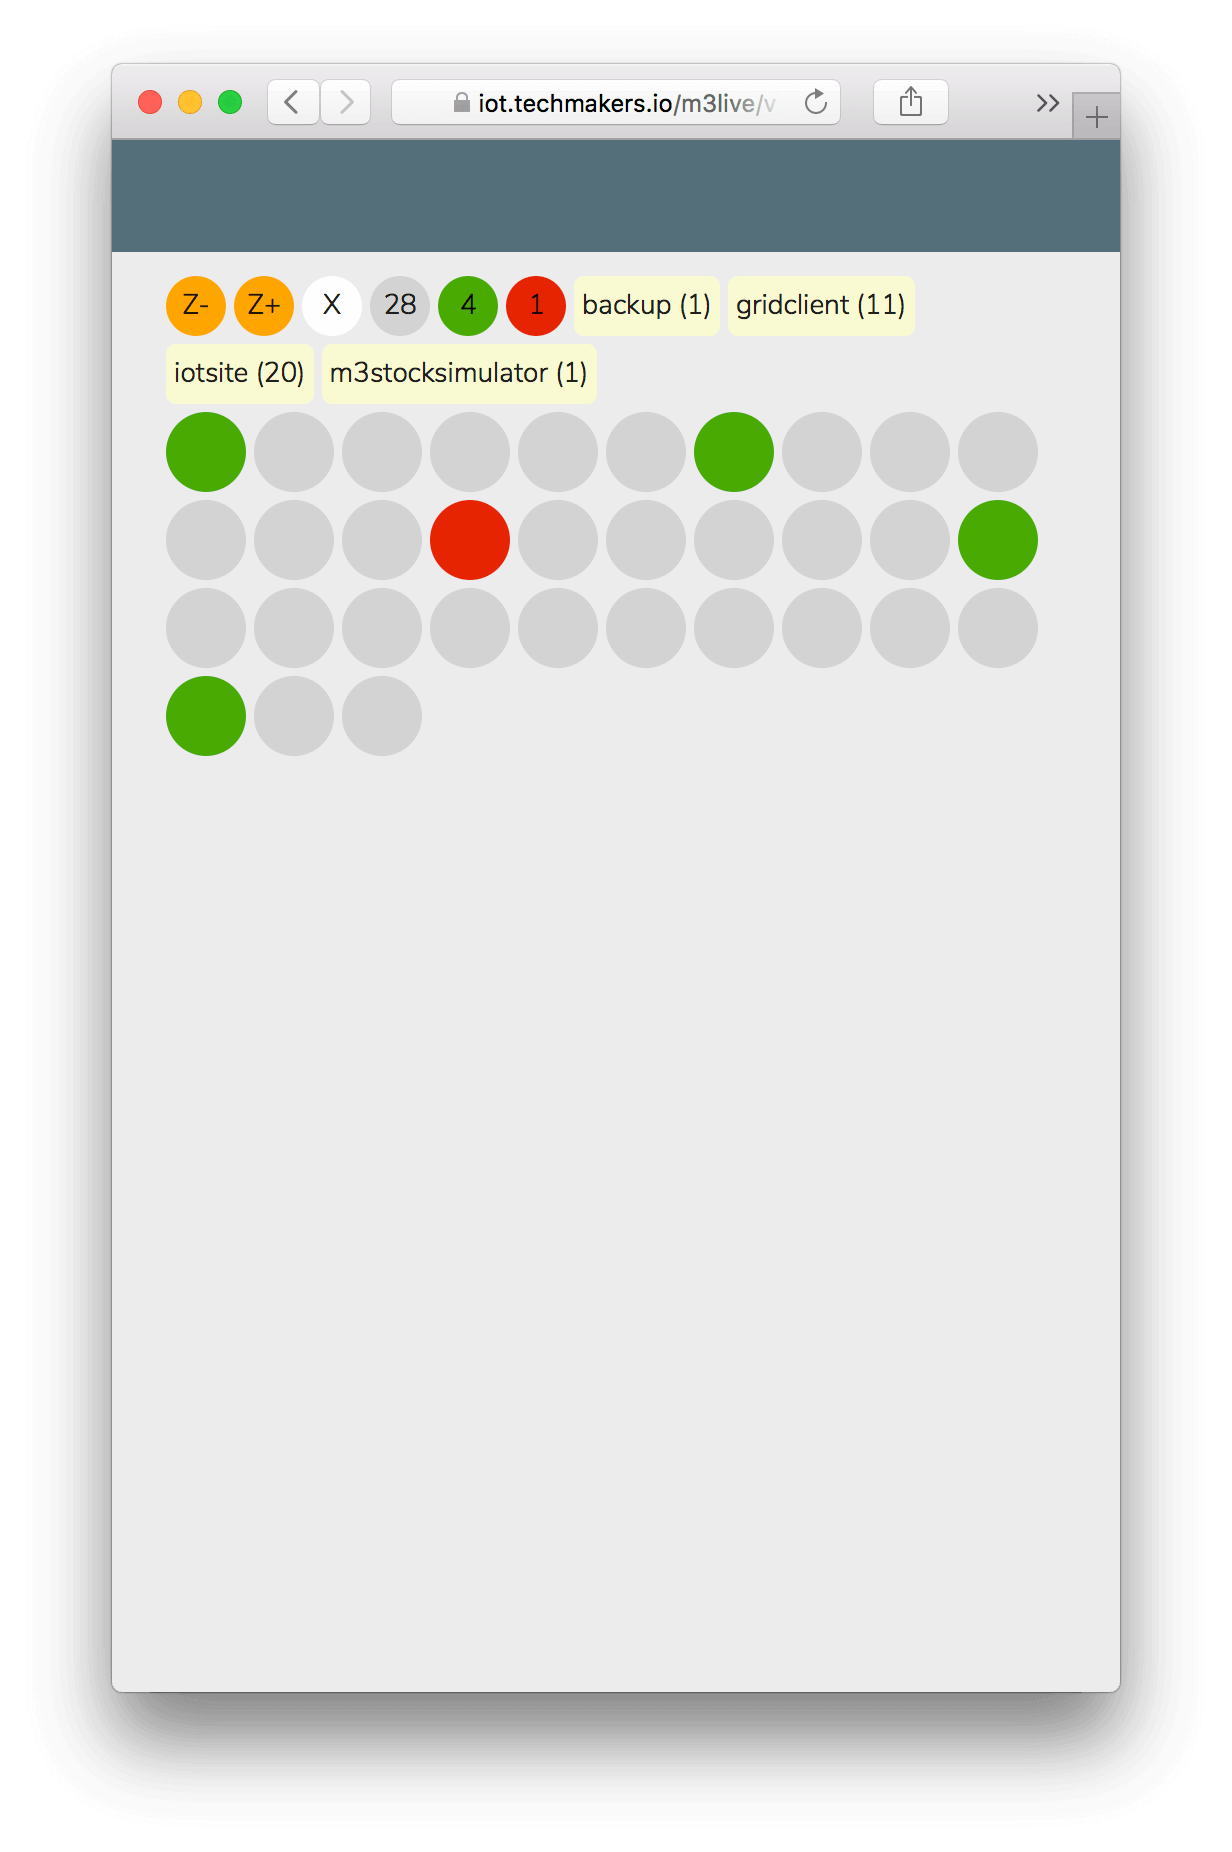 iot.techmakers.io/m3live/v
Z- Z+ X 28 4 1 backup (1) gridclient (11)
iotsite (20) m3stocksimulator (1)